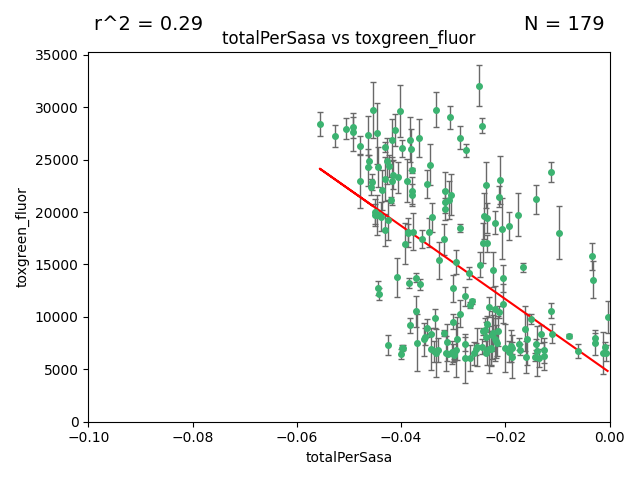 r^2 = 0.29
N = 179
totalPerSasa vs toxgreen_fluor
35000
30000
25000
20000
15000
10000
5000
0
toxgreen_fluor
−0.10
−0.08
−0.06
−0.04
−0.02
0.00
totalPerSasa